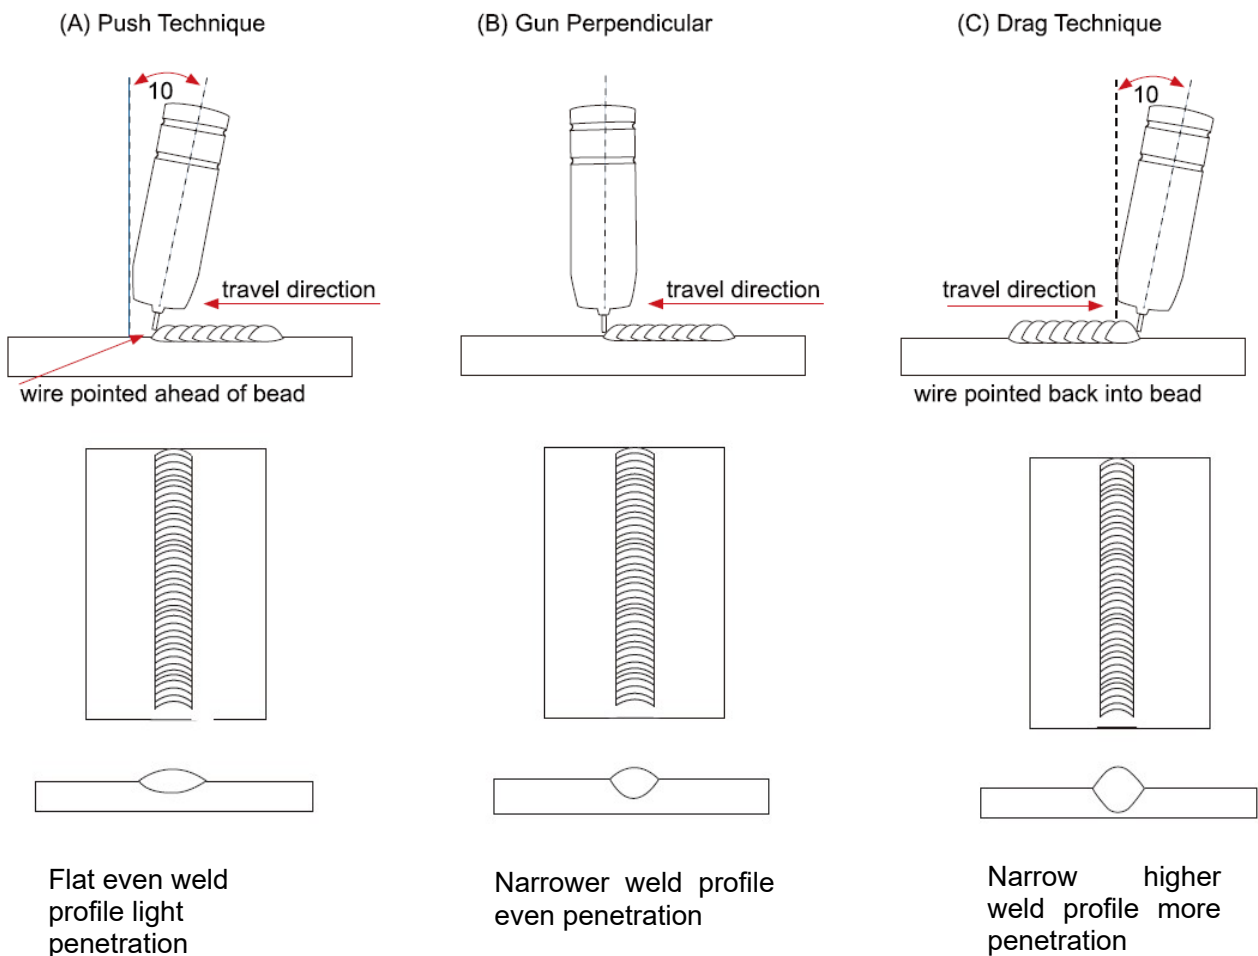 (A) Push Technique
(B) Gun Perpendicular
(C) Drag Technique
10
10
travel direction
travel direction
travel direction
wire pointed ahead of bead
wire pointed back into bead
Flat even weld
profile light
penetration
Narrower weld profile
even penetration
Narrow higher
weld profile more
penetration